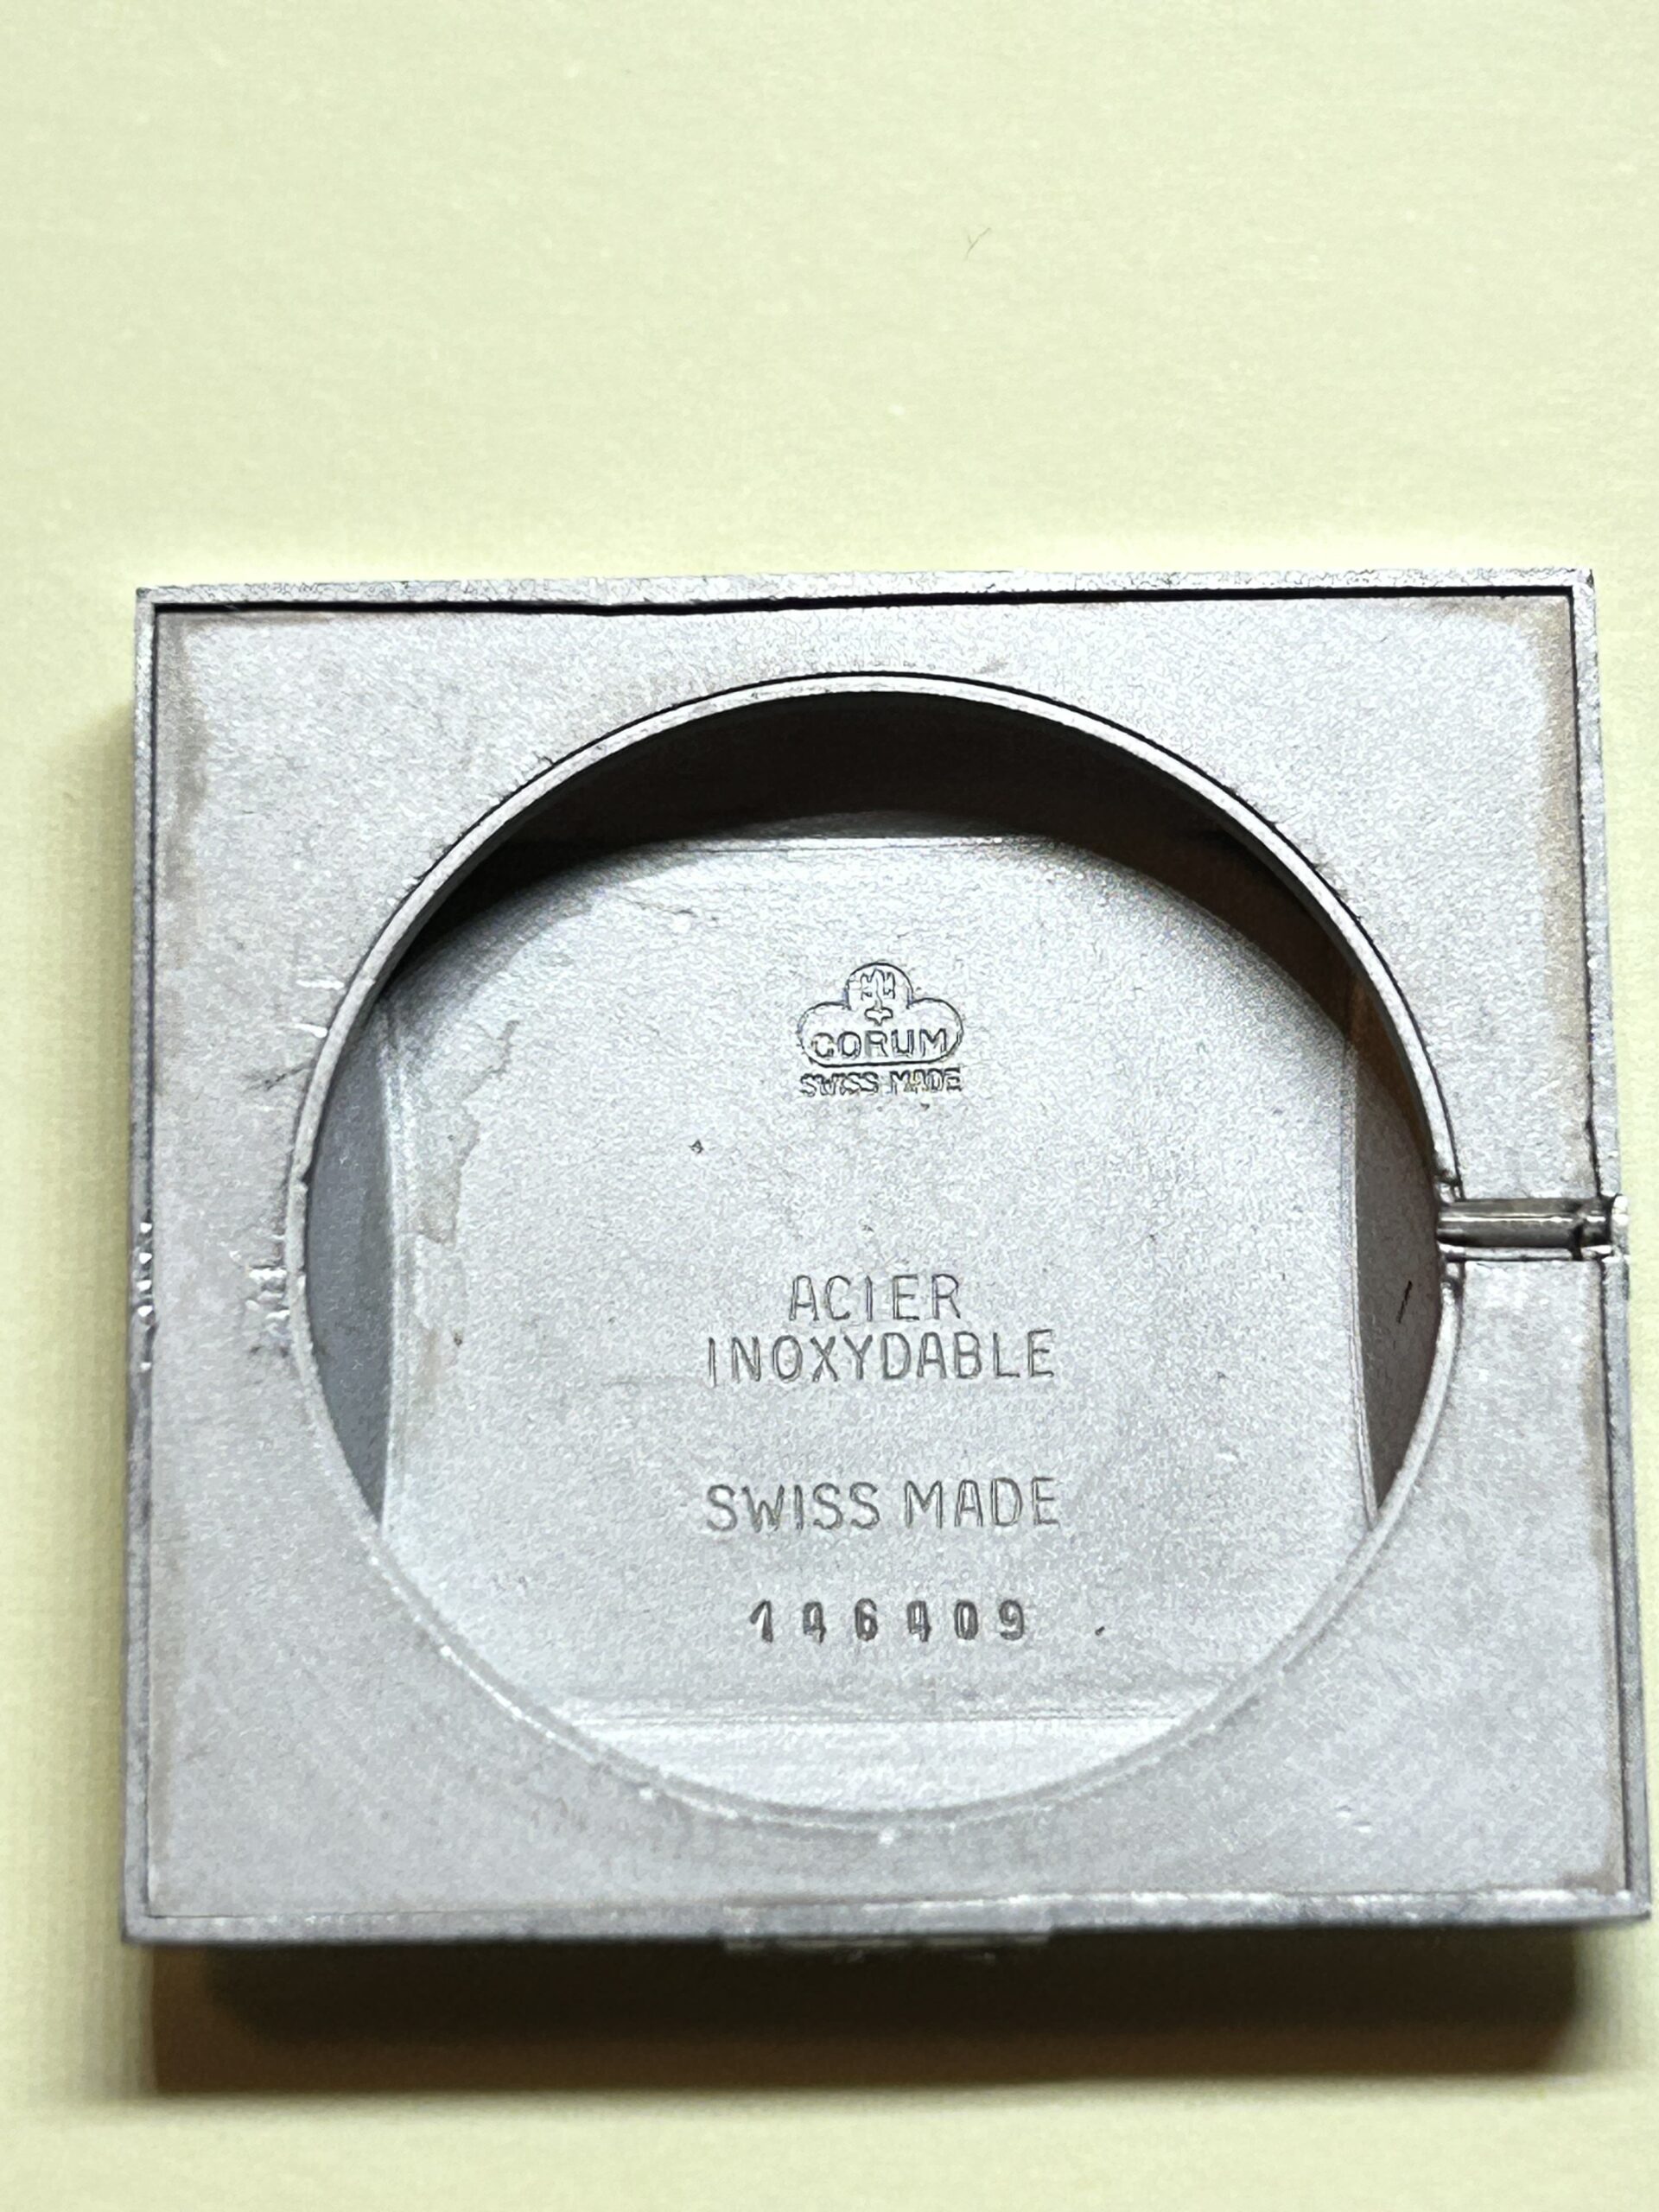 CORUM
SWISS MADE
ACIER
INOXYDABLE
SWISS MADE
146409